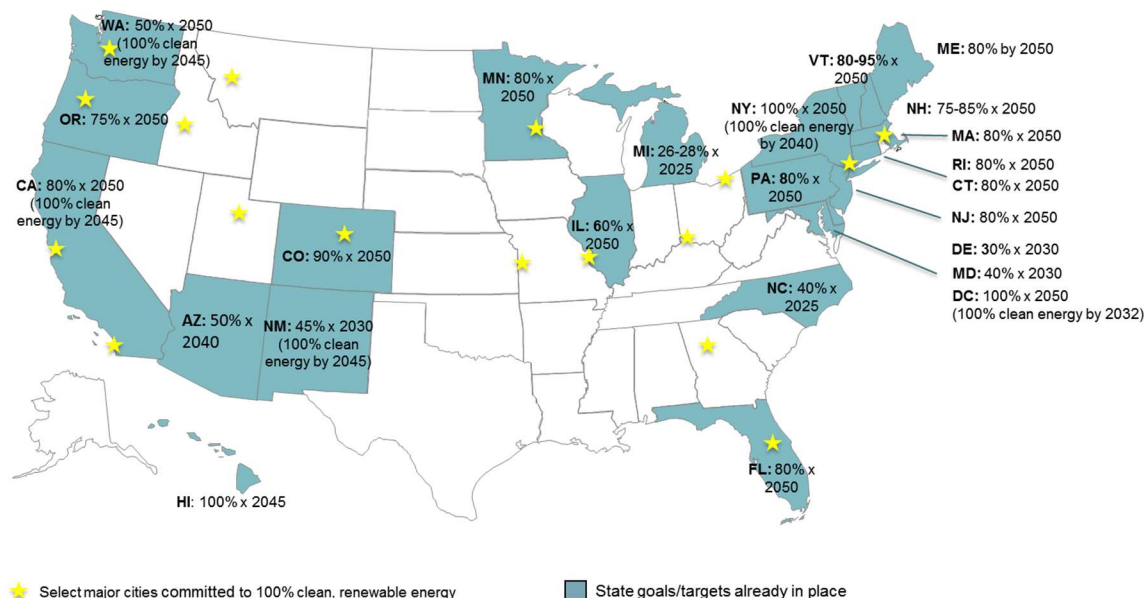 WA: 50% x 2050
(100% clean
energy by 2045)
OR: 75% x 2050
CA: 80% x 2050
(100% clean
energy by 2045)
AZ: 50% x
2040
NM: 45% x 2030
(100% clean
energy by 2045)
CO: 90% x 2050
MN: 80% x
2050
IL: 60% x
2050
MI: 26-28% x
2025
NY: 100% x 2050
(100% clean energy
by 2040)
PA: 80% x
2050
VT: 80-95% x
2050
ME: 80% by 2050
NH: 75-85% x 2050
MA: 80% x 2050
RI: 80% x 2050
CT: 80% x 2050
NJ: 80% x 2050
DE: 30% x 2030
MD: 40% x 2030
DC: 100% x 2050
(100% clean energy by 2032)
NC: 40% x
2025
FL: 80% x
2050
HI: 100% x 2045
Select major cities committed to 100% clean, renewable energy
State goals/targets already in place